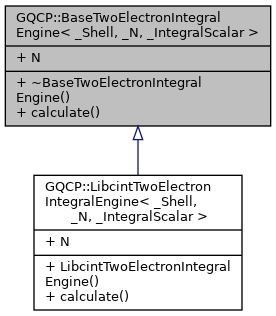 GQCP::BaseTwoElectronIntegral
Engine< _Shell, _N, _IntegralScalar >
+ N
+ ~BaseTwoElectronIntegral
Engine()
+ calculate()
GQCP::LibcintTwoElectron
IntegralEngine< _Shell,
_N, _IntegralScalar >
+ N
+ LibcintTwoElectronIntegral
Engine()
+ calculate()